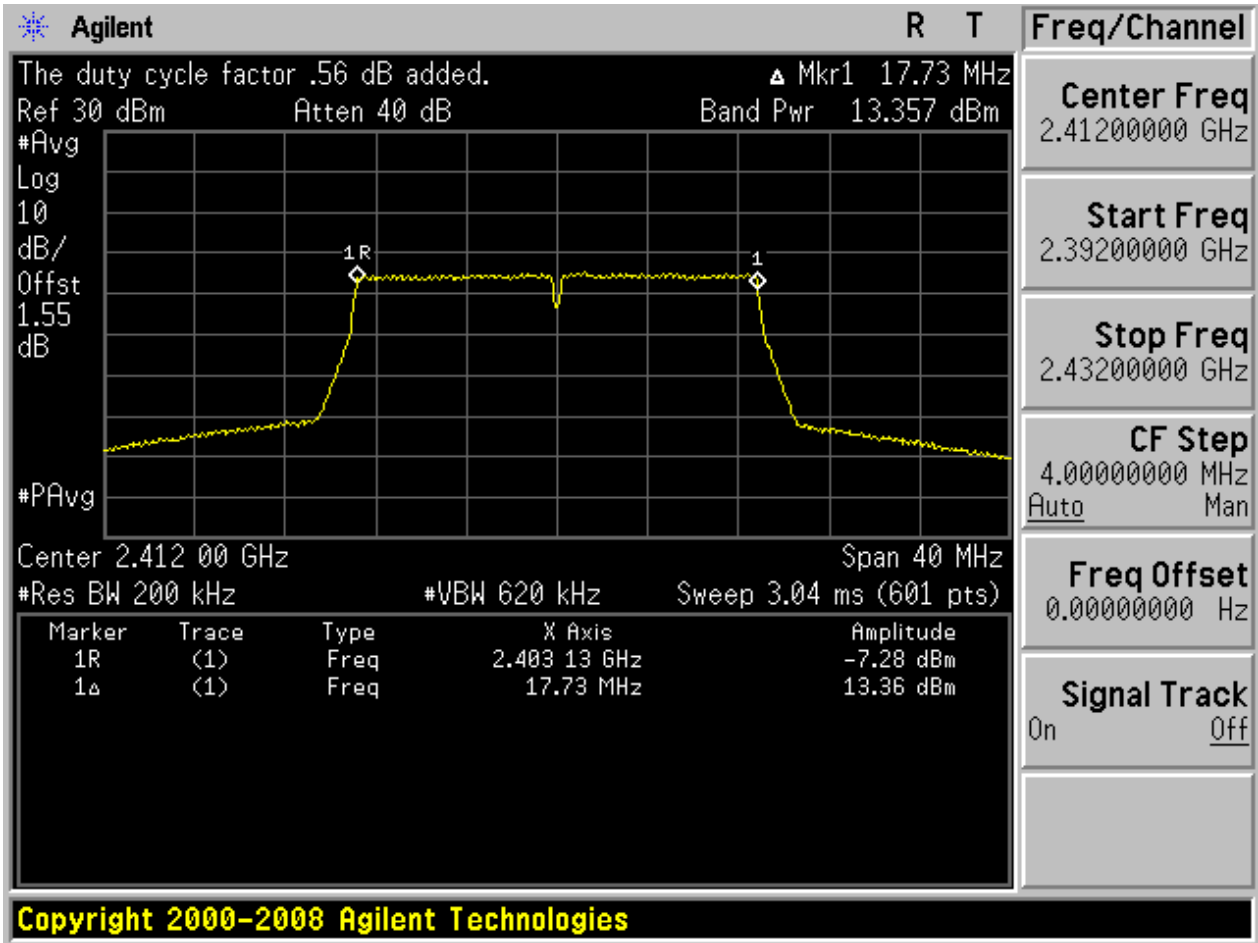 Agilent R T Freq/Channel
The duty cycle factor .56 dB added. Δ Mkr1 17.73 MHz
Ref 30 dBm Atten 40 dB Band Pwr 13.357 dBm
#Avg
Log
10
dB/
Offst
1.55
dB
#PAvg
1R
1
Center 2.412 00 GHz Span 40 MHz
#Res BW 200 kHz #VBW 620 kHz Sweep 3.04 ms (601 pts)
Marker Trace Type X Axis Amplitude
1R (1) Freq 2.403 13 GHz -7.28 dBm
1Δ (1) Freq 17.73 MHz 13.36 dBm
Center Freq
2.41200000 GHz
Start Freq
2.39200000 GHz
Stop Freq
2.43200000 GHz
CF Step
4.00000000 MHz
Auto Man
Freq Offset
0.00000000 Hz
Signal Track
On Off
Copyright 2000-2008 Agilent Technologies